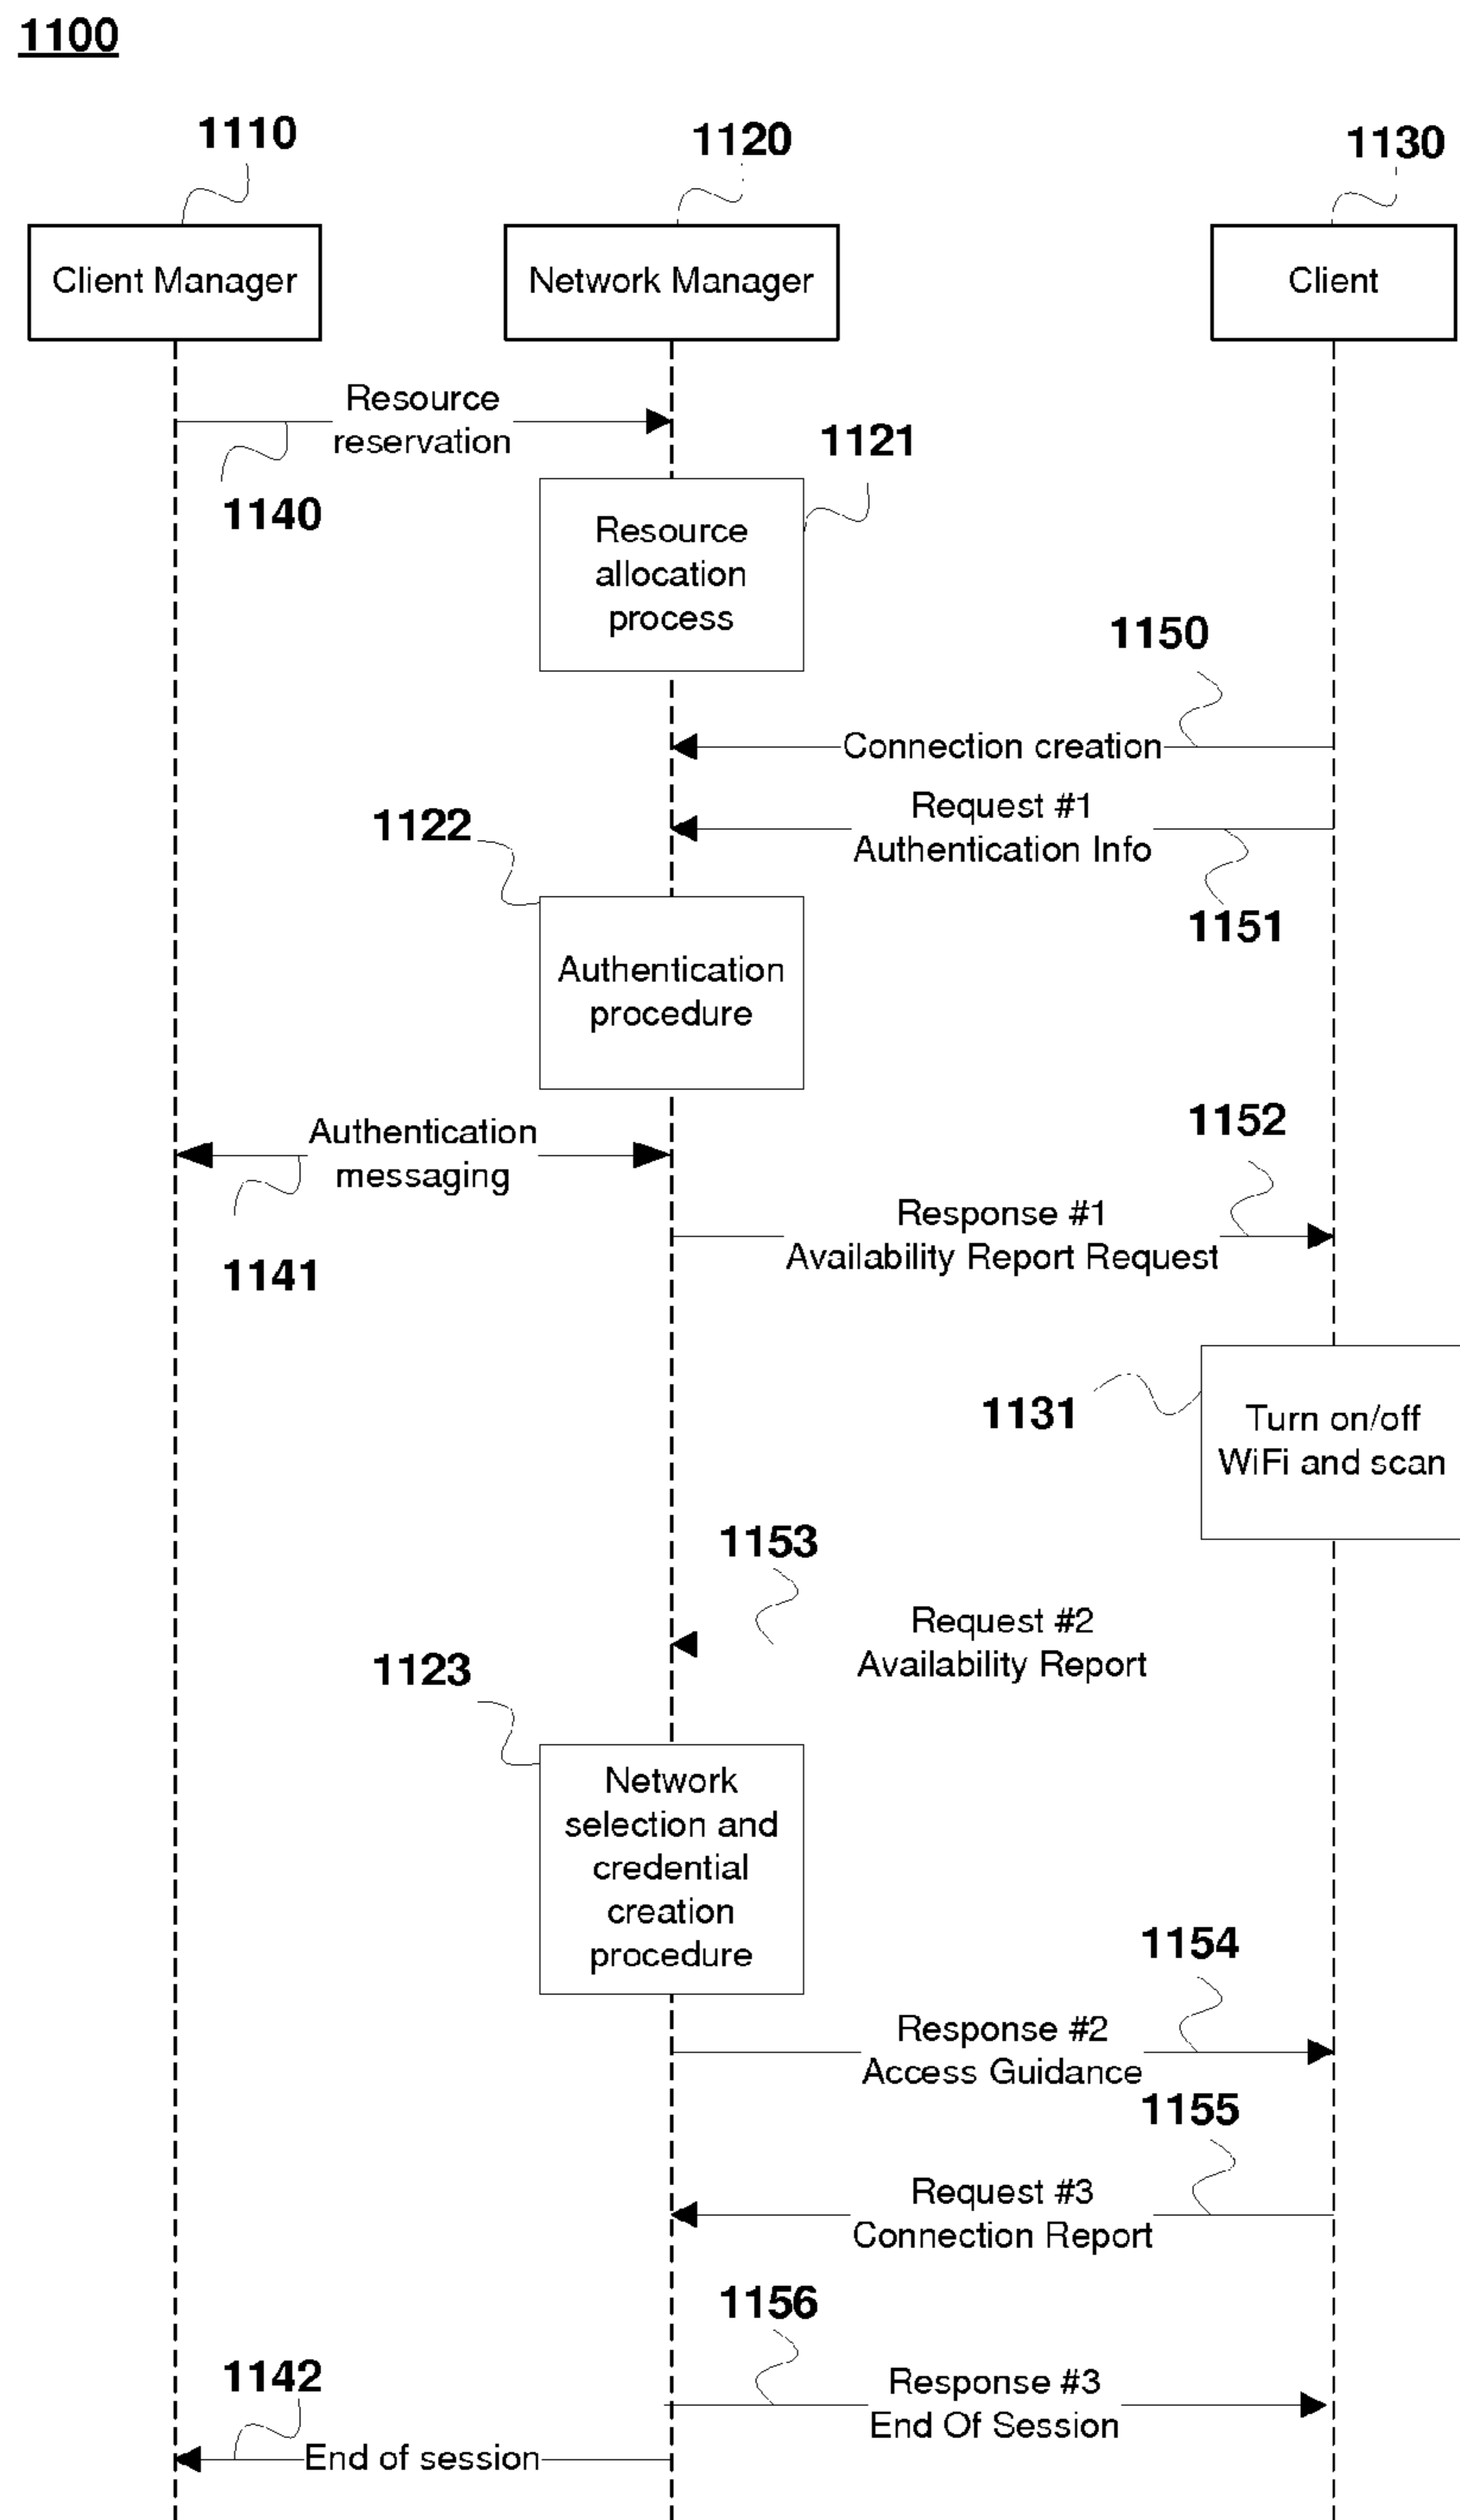 1100
1110
1120
1130
Client Manager
Network Manager
Client
Resource
reservation
1140
1121
Resource
allocation
process
1150
Connection creation
Request #1
Authentication Info
1151
1122
Authentication
procedure
Authentication
messaging
1141
1152
Response #1
Availability Report Request
1131
Turn on/off
WiFi and scan
1153
Request #2
Availability Report
1123
Network
selection and
credential
creation
procedure
1154
Response #2
Access Guidance
1155
Request #3
Connection Report
1156
Response #3
End Of Session
1142
End of session